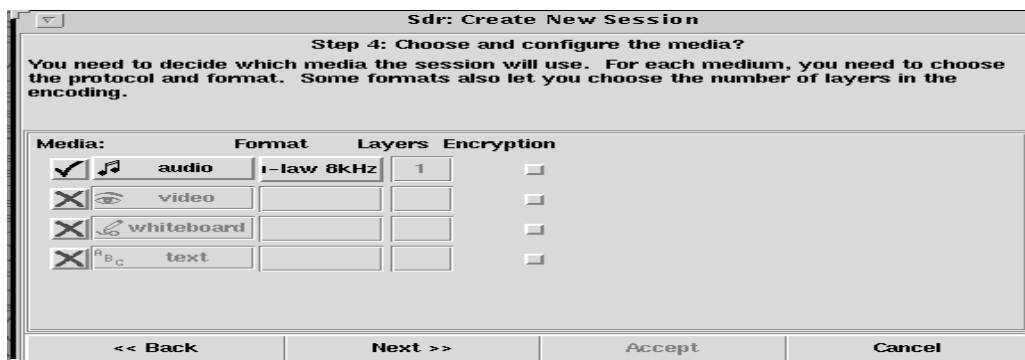 Sdr: Create New Session
Step 4: Choose and configure the media?
You need to decide which media the session will use. For each medium, you need to choose
the protocol and format. Some formats also let you choose the number of layers in the
encoding.
Media: Format Layers Encryption
audio ı-law 8kHz 1
video
whiteboard
ABC text
<< Back Next >> Accept Cancel